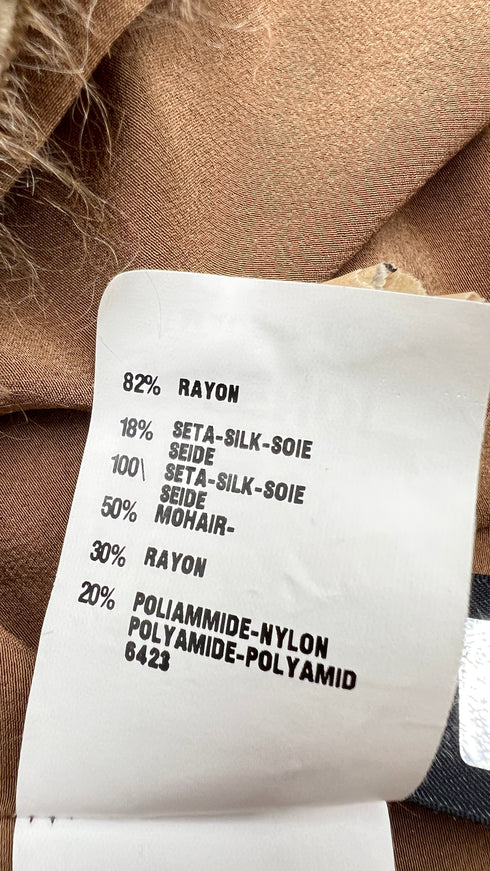 82% RAYON
18% SETA-SILK-SOIE
SEIDE
100\ SETA-SILK-SOIE
SEIDE
50% MOHAIR-
30% RAYON
20% POLIAMMIDE-NYLON
POLYAMIDE-POLYAMID
6423